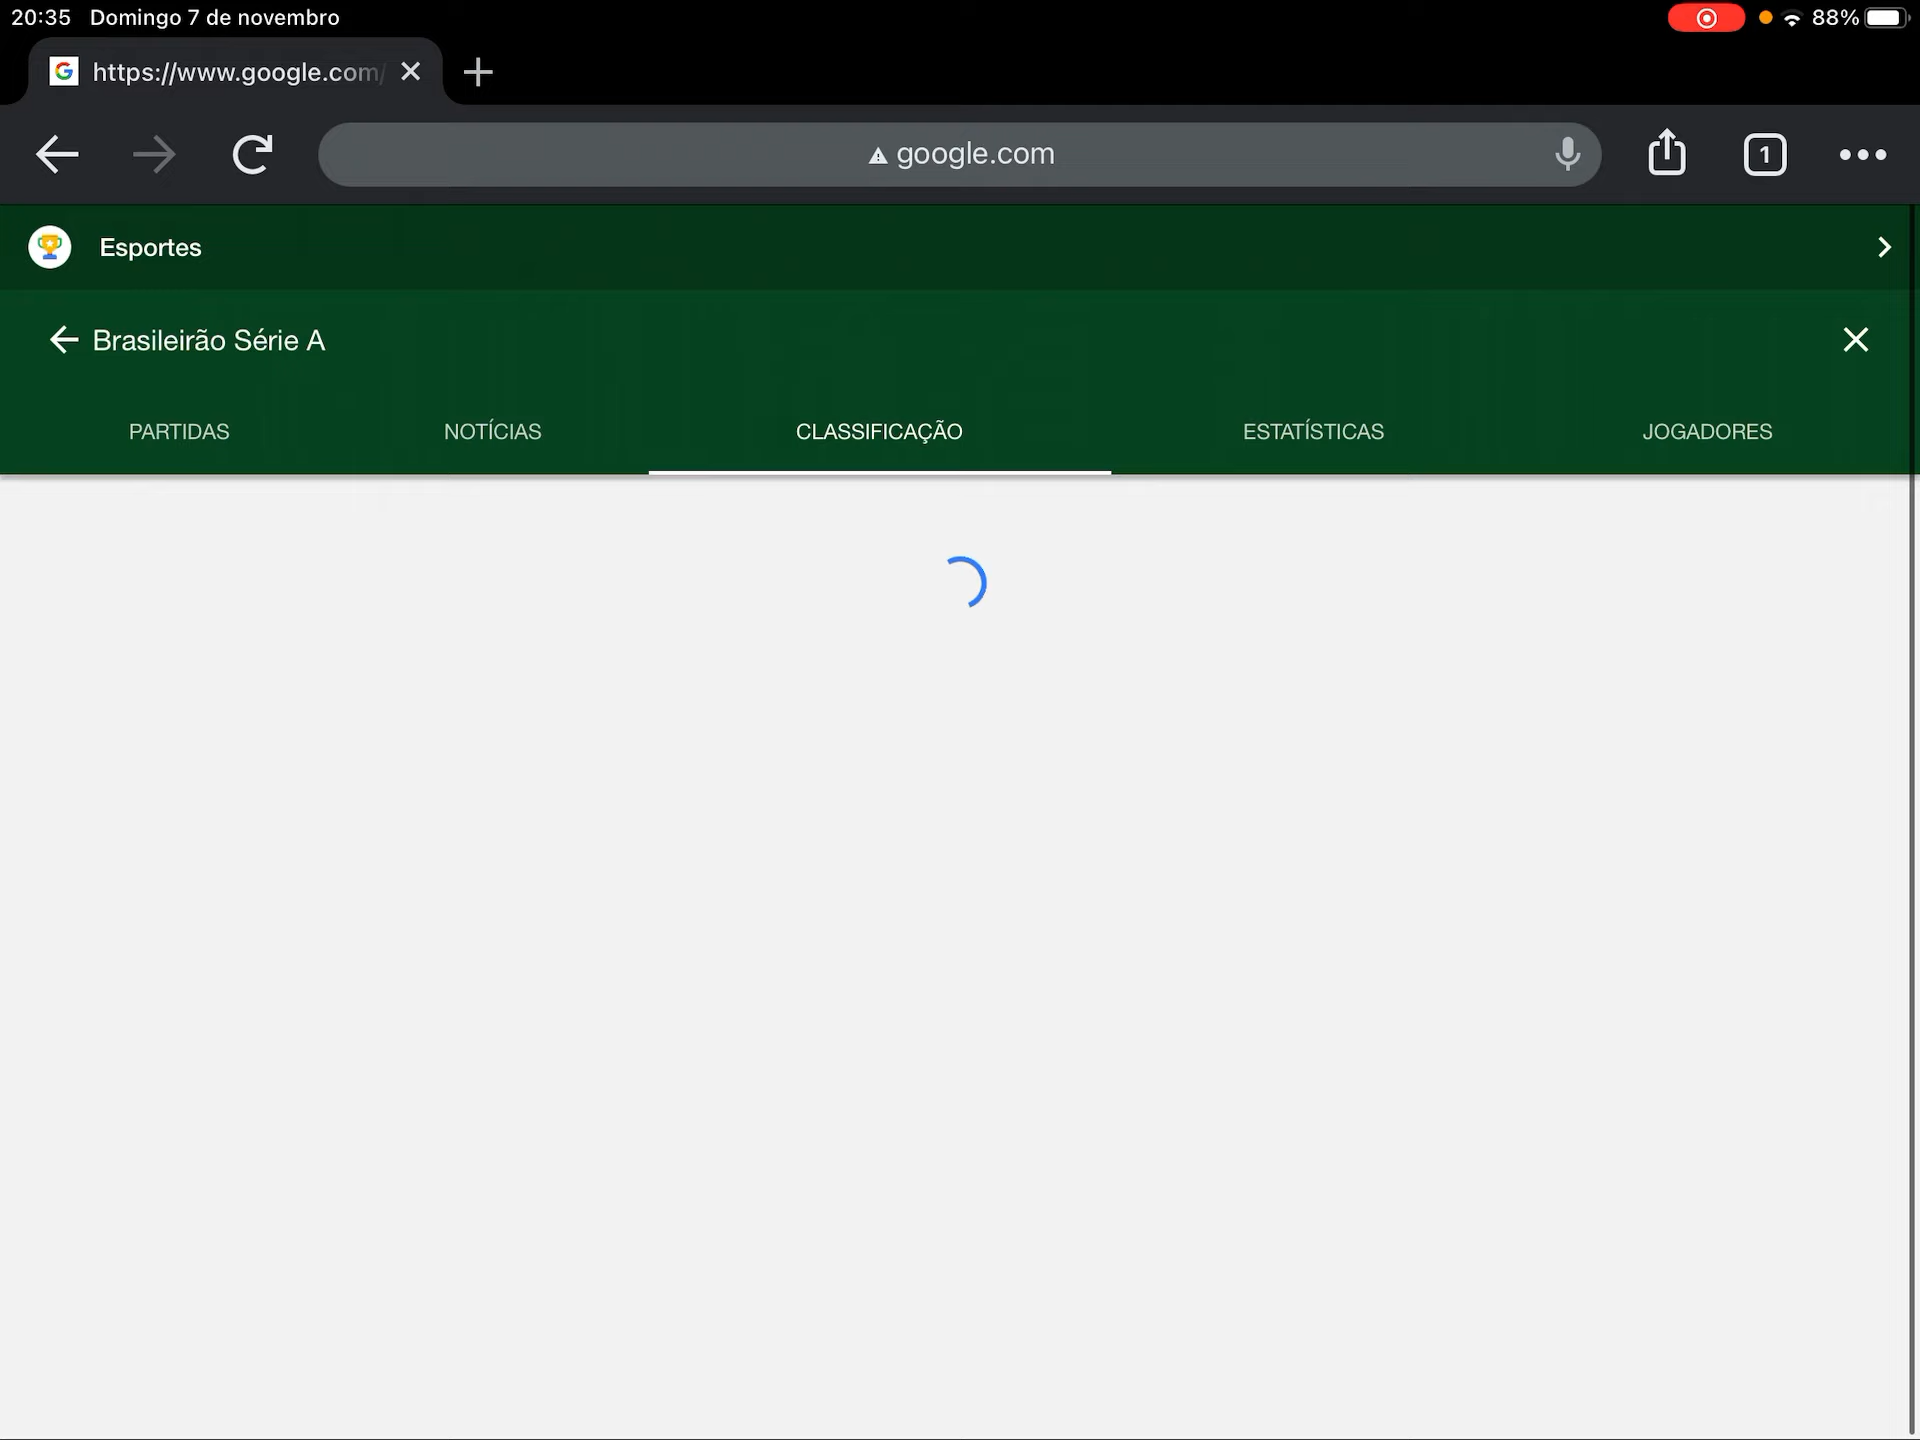 20:35 Domingo 7 de novembro
88%
https://www.google.com/
google.com
1
Esportes
Brasileirão Série A
PARTIDAS NOTÍCIAS CLASSIFICAÇÃO ESTATÍSTICAS JOGADORES